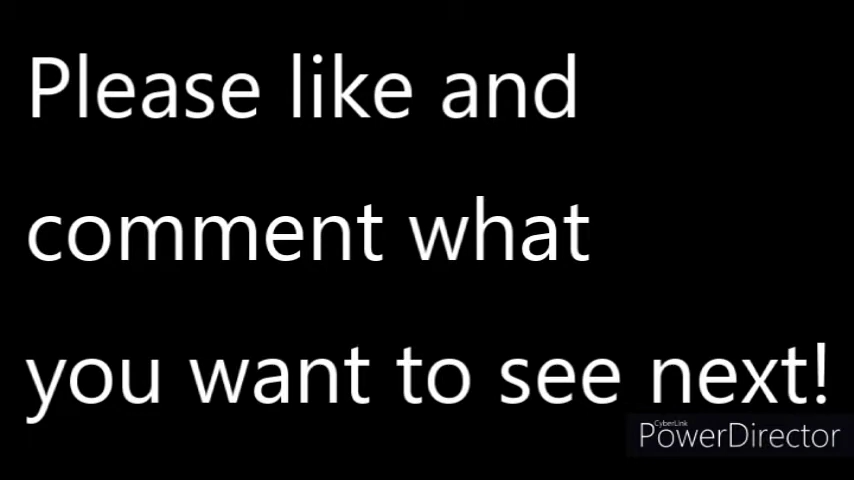 Please like and
comment what
you want to see next!
CyberLink
PowerDirector